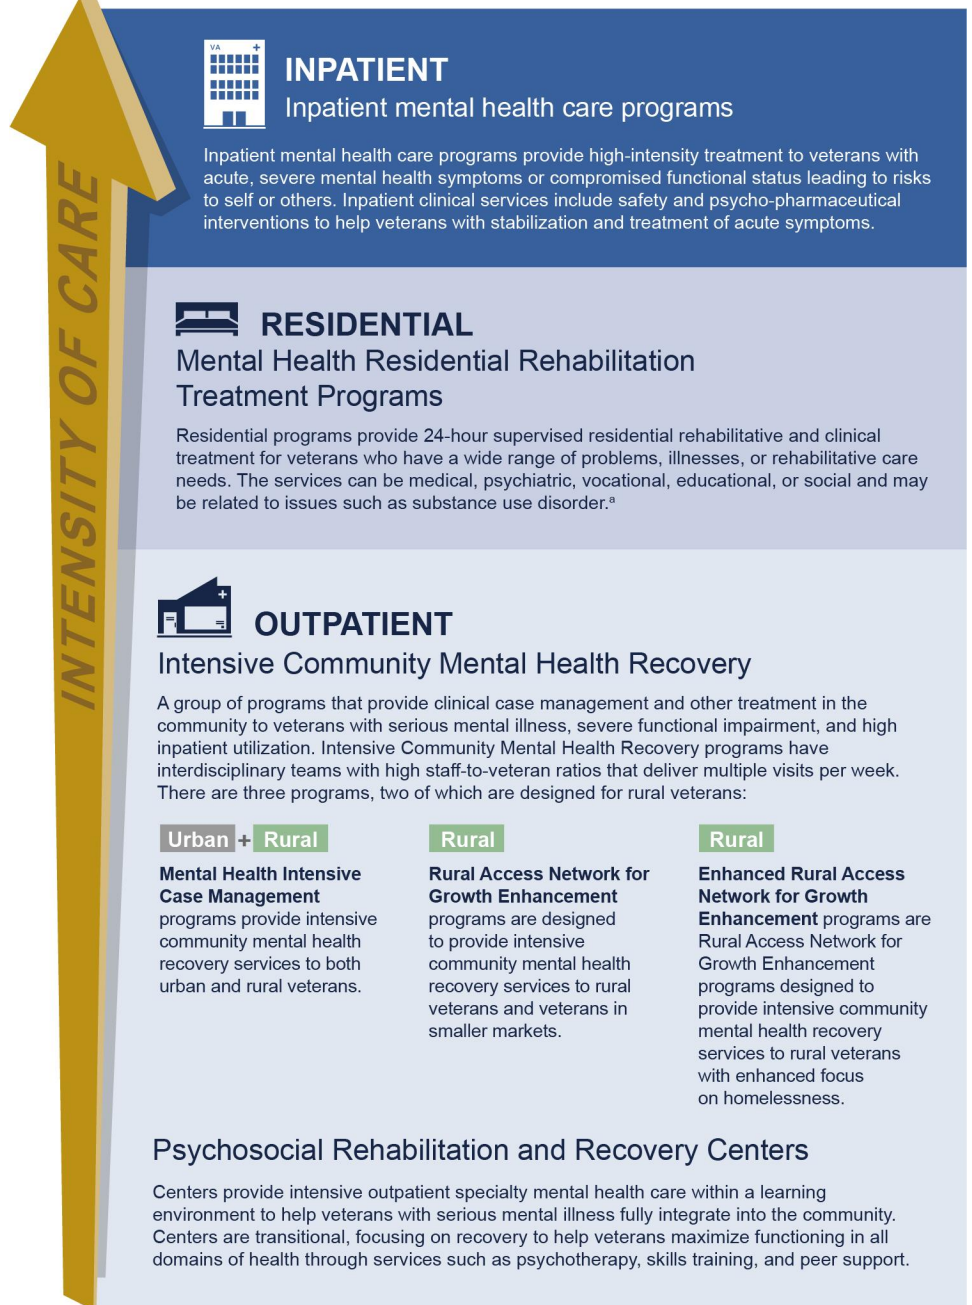 VA
INPATIENT
Inpatient mental health care programs
Inpatient mental health care programs provide high-intensity treatment to veterans with
acute, severe mental health symptoms or compromised functional status leading to risks
to self or others. Inpatient clinical services include safety and psycho-pharmaceutical
interventions to help veterans with stabilization and treatment of acute symptoms.
INTENSITY OF CARE
RESIDENTIAL
Mental Health Residential Rehabilitation
Treatment Programs
Residential programs provide 24-hour supervised residential rehabilitative and clinical
treatment for veterans who have a wide range of problems, illnesses, or rehabilitative care
needs. The services can be medical, psychiatric, vocational, educational, or social and may
be related to issues such as substance use disorder.ᵃ
OUTPATIENT
Intensive Community Mental Health Recovery
A group of programs that provide clinical case management and other treatment in the
community to veterans with serious mental illness, severe functional impairment, and high
inpatient utilization. Intensive Community Mental Health Recovery programs have
interdisciplinary teams with high staff-to-veteran ratios that deliver multiple visits per week.
There are three programs, two of which are designed for rural veterans:
Urban + Rural
Mental Health Intensive
Case Management
programs provide intensive
community mental health
recovery services to both
urban and rural veterans.
Rural
Rural Access Network for
Growth Enhancement
programs are designed
to provide intensive
community mental health
recovery services to rural
veterans and veterans in
smaller markets.
Rural
Enhanced Rural Access
Network for Growth
Enhancement programs are
Rural Access Network for
Growth Enhancement
programs designed to
provide intensive community
mental health recovery
services to rural veterans
with enhanced focus
on homelessness.
Psychosocial Rehabilitation and Recovery Centers
Centers provide intensive outpatient specialty mental health care within a learning
environment to help veterans with serious mental illness fully integrate into the community.
Centers are transitional, focusing on recovery to help veterans maximize functioning in all
domains of health through services such as psychotherapy, skills training, and peer support.